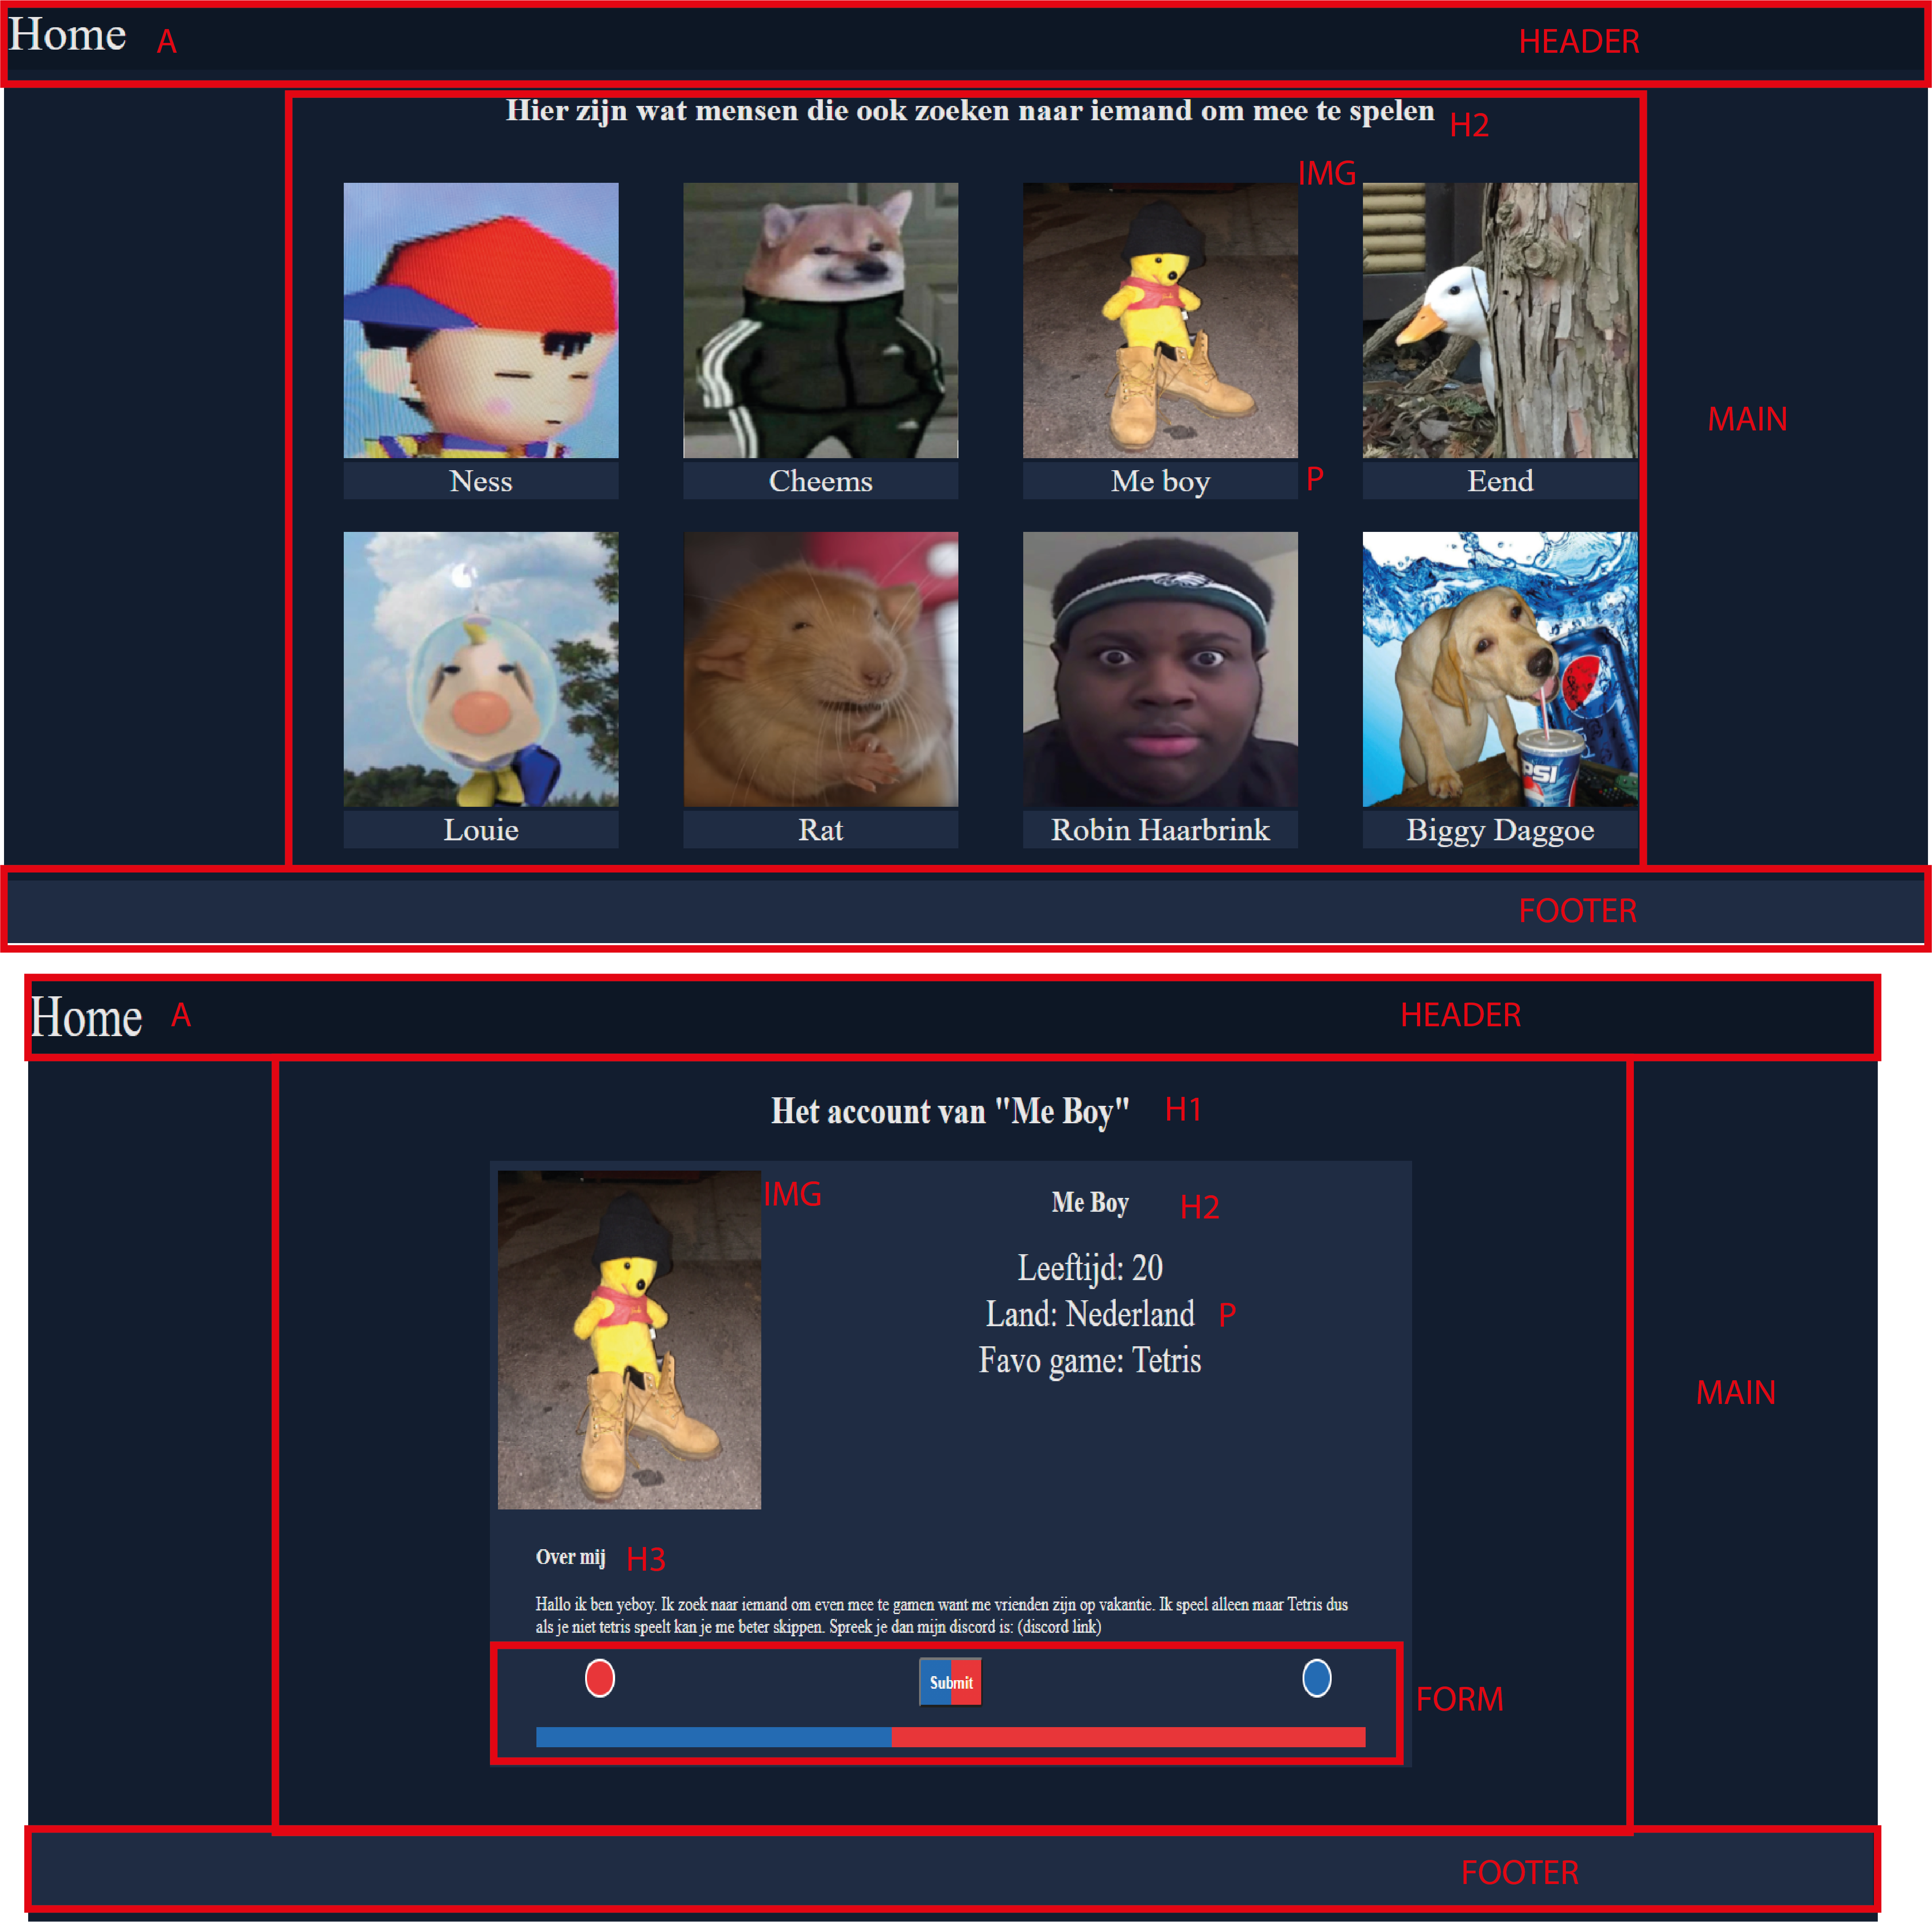 Home A HEADER
Hier zijn wat mensen die ook zoeken naar iemand om mee te spelen H2
IMG
MAIN
Ness Cheems Me boy P Eend
PSI
Louie Rat Robin Haarbrink Biggy Daggoe
FOOTER
Home A HEADER
Het account van "Me Boy" H1
IMG Me Boy H2
Leeftijd: 20
Land: Nederland P
Favo game: Tetris
MAIN
Over mij H3
Hallo ik ben yeboy. Ik zoek naar iemand om even mee te gamen want me vrienden zijn op vakantie. Ik speel alleen maar Tetris dus
als je niet tetris speelt kan je me beter skippen. Spreek je dan mijn discord is: (discord link)
Submit FORM
FOOTER